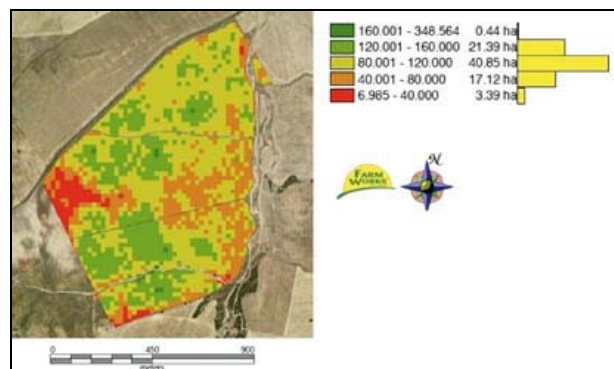 160.001 - 348.564 0.44 ha
120.001 - 160.000 21.39 ha
80.001 - 120.000 40.85 ha
40.001 - 80.000 17.12 ha
6.985 - 40.000 3.39 ha
N
FARM
WORKS
0 450 900
meters